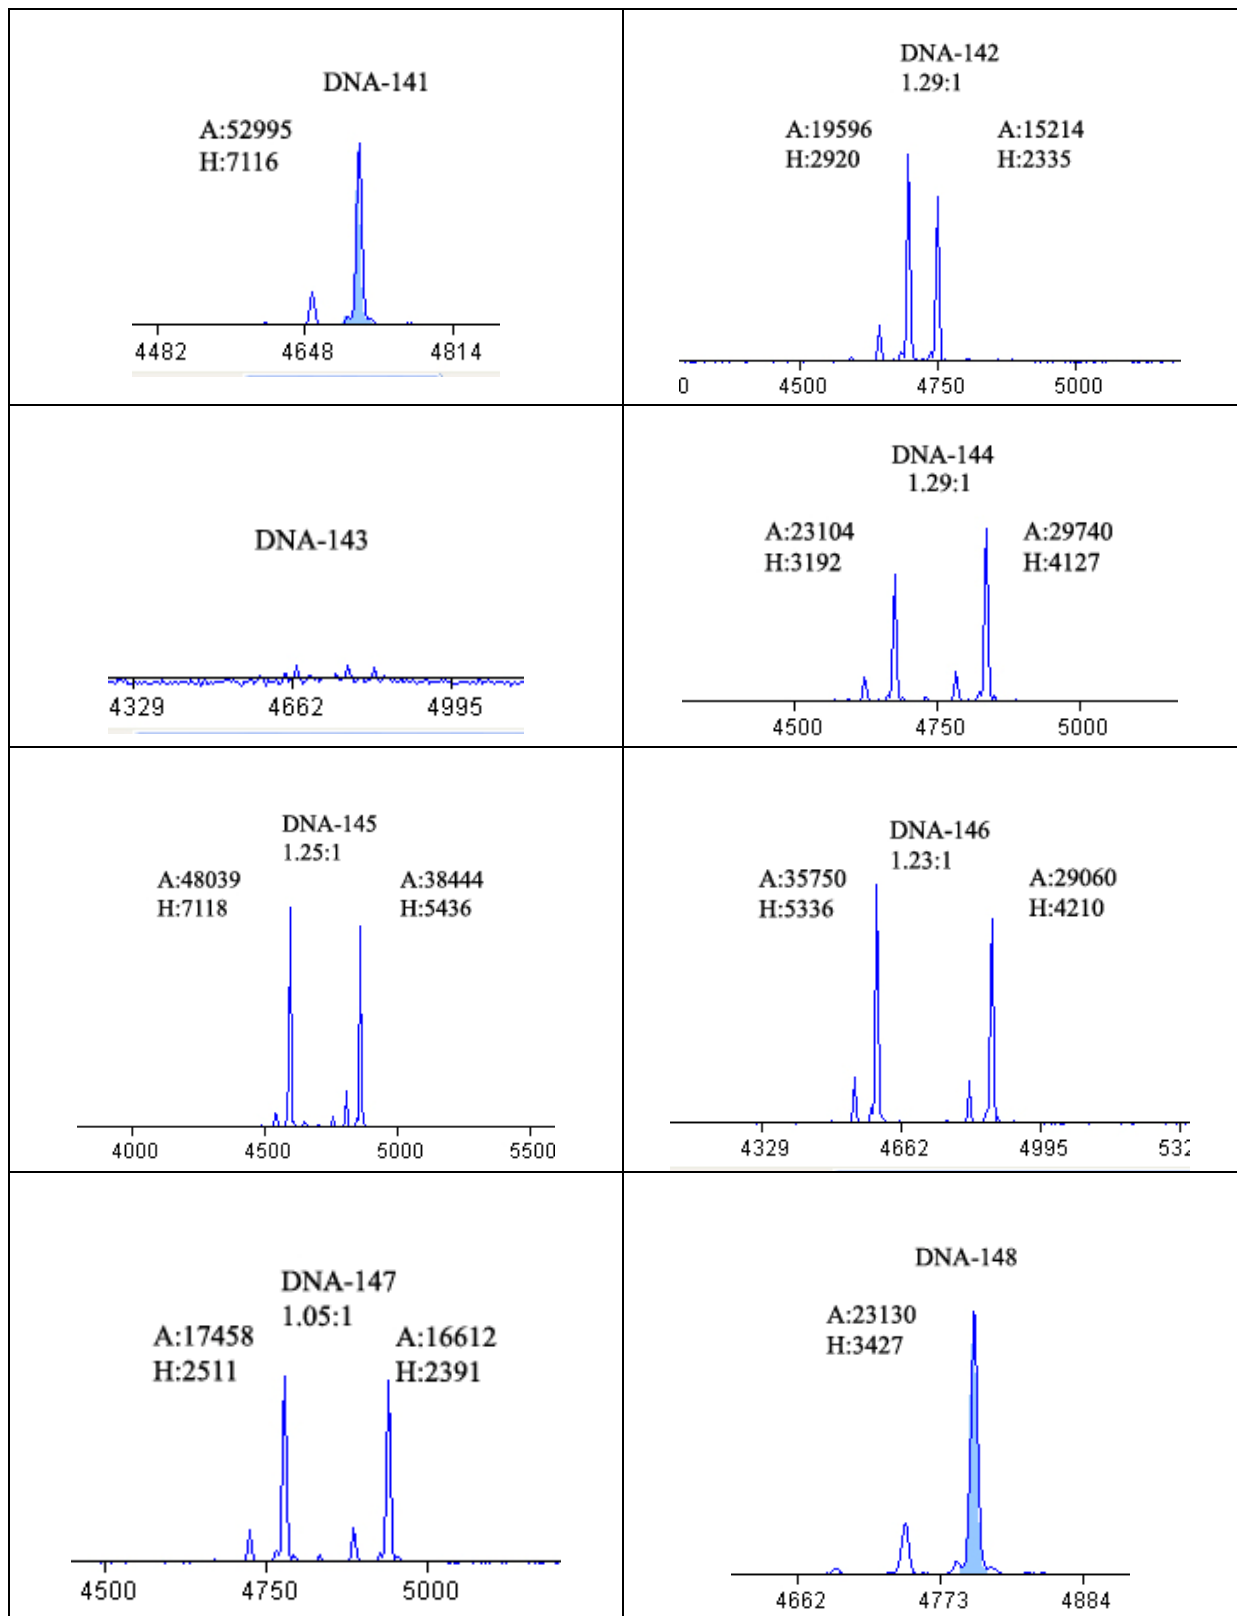 DNA-141
A:52995
H:7116
4482 4648 4814
DNA-142
1.29:1
A:19596 A:15214
H:2920 H:2335
0 4500 4750 5000
DNA-143
4329 4662 4995
DNA-144
1.29:1
A:23104 A:29740
H:3192 H:4127
4500 4750 5000
DNA-145
1.25:1
A:48039 A:38444
H:7118 H:5436
4000 4500 5000 5500
DNA-146
1.23:1
A:35750 A:29060
H:5336 H:4210
4329 4662 4995 532
DNA-147
1.05:1
A:17458 A:16612
H:2511 H:2391
4500 4750 5000
DNA-148
A:23130
H:3427
4662 4773 4884